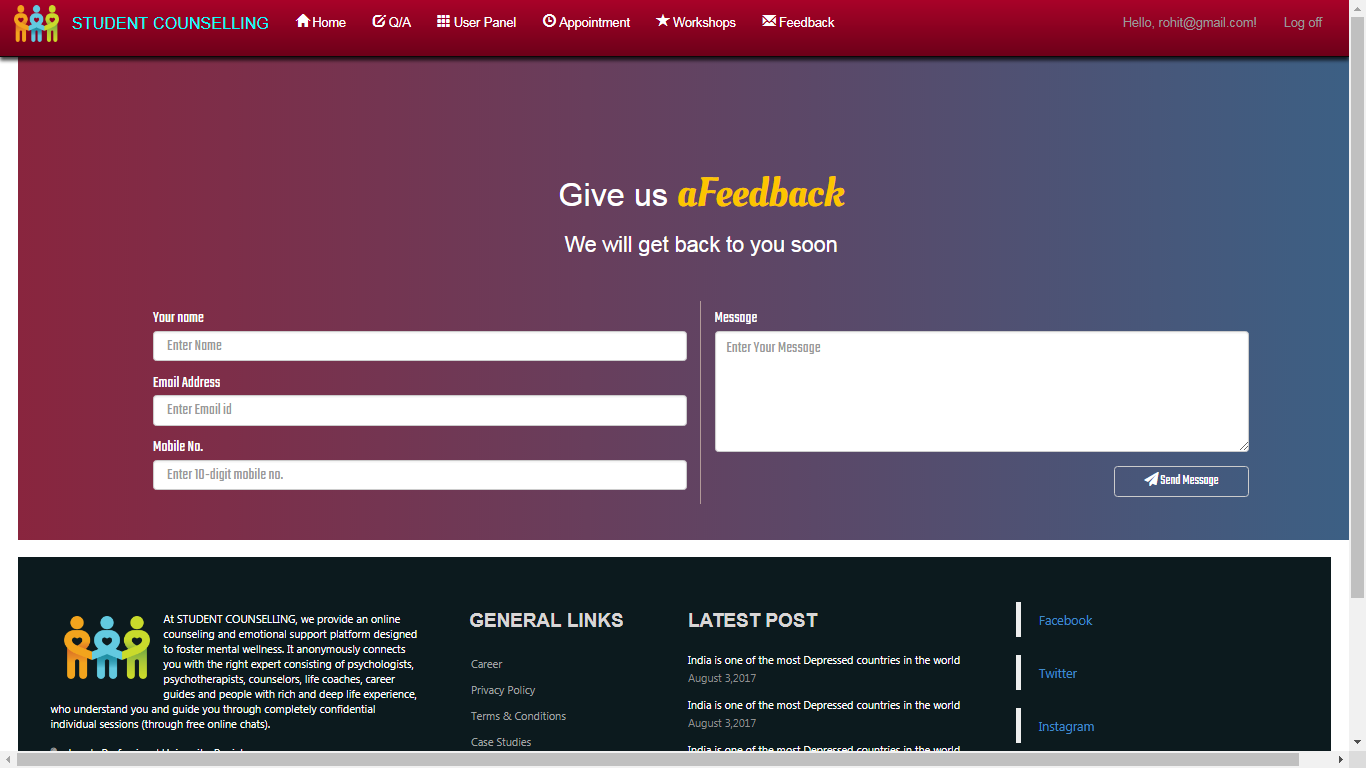 STUDENT COUNSELLING
Home
Q/A
User Panel
Appointment
Workshops
Feedback
Hello, rohit@gmail.com!
Log off
Give us aFeedback
We will get back to you soon
Your name
Enter Name
Email Address
Enter Email id
Mobile No.
Enter 10-digit mobile no.
Message
Enter Your Message
Send Message
At STUDENT COUNSELLING, we provide an online
counseling and emotional support platform designed
to foster mental wellness. It anonymously connects
you with the right expert consisting of psychologists,
psychotherapists, counselors, life coaches, career
guides and people with rich and deep life experience,
who understand you and guide you through completely confidential
individual sessions (through free online chats).
GENERAL LINKS
Career
Privacy Policy
Terms & Conditions
Case Studies
LATEST POST
India is one of the most Depressed countries in the world
August 3,2017
India is one of the most Depressed countries in the world
August 3,2017
India is one of the most Depressed countries in the world
Facebook
Twitter
Instagram